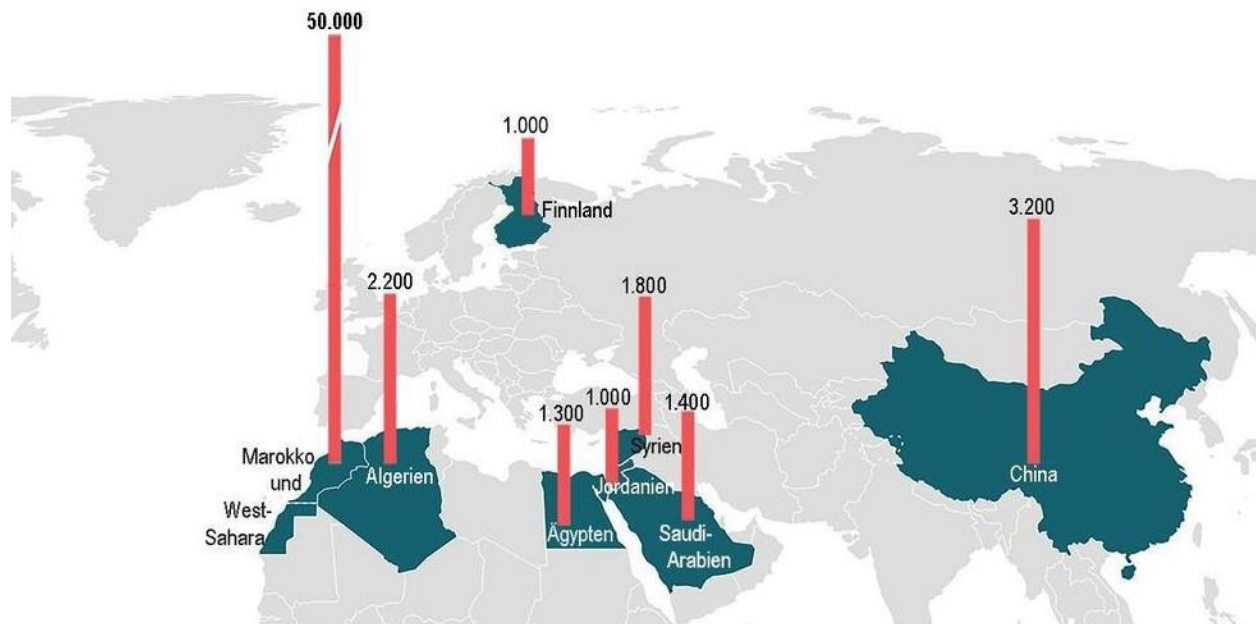 50.000
1.000
Finnland
3.200
2.200
1.800
1.300
1.000
1.400
Marokko
und
West-
Sahara
Algerien
Syrien
Jordanien
Ägypten
Saudi-
Arabien
China